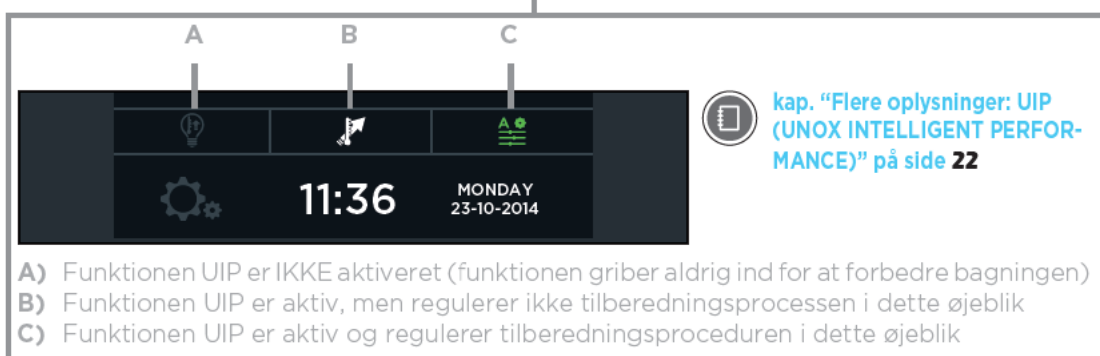 A B C
kap. “Flere oplysninger: UIP
(UNOX INTELLIGENT PERFOR-
MANCE)” på side 22
A
11:36 MONDAY
23-10-2014
A) Funktionen UIP er IKKE aktiveret (funktionen griber aldrig ind for at forbedre bagningen)
B) Funktionen UIP er aktiv, men regulerer ikke tilberedningsprocessen i dette øjeblik
C) Funktionen UIP er aktiv og regulerer tilberedningsproceduren i dette øjeblik